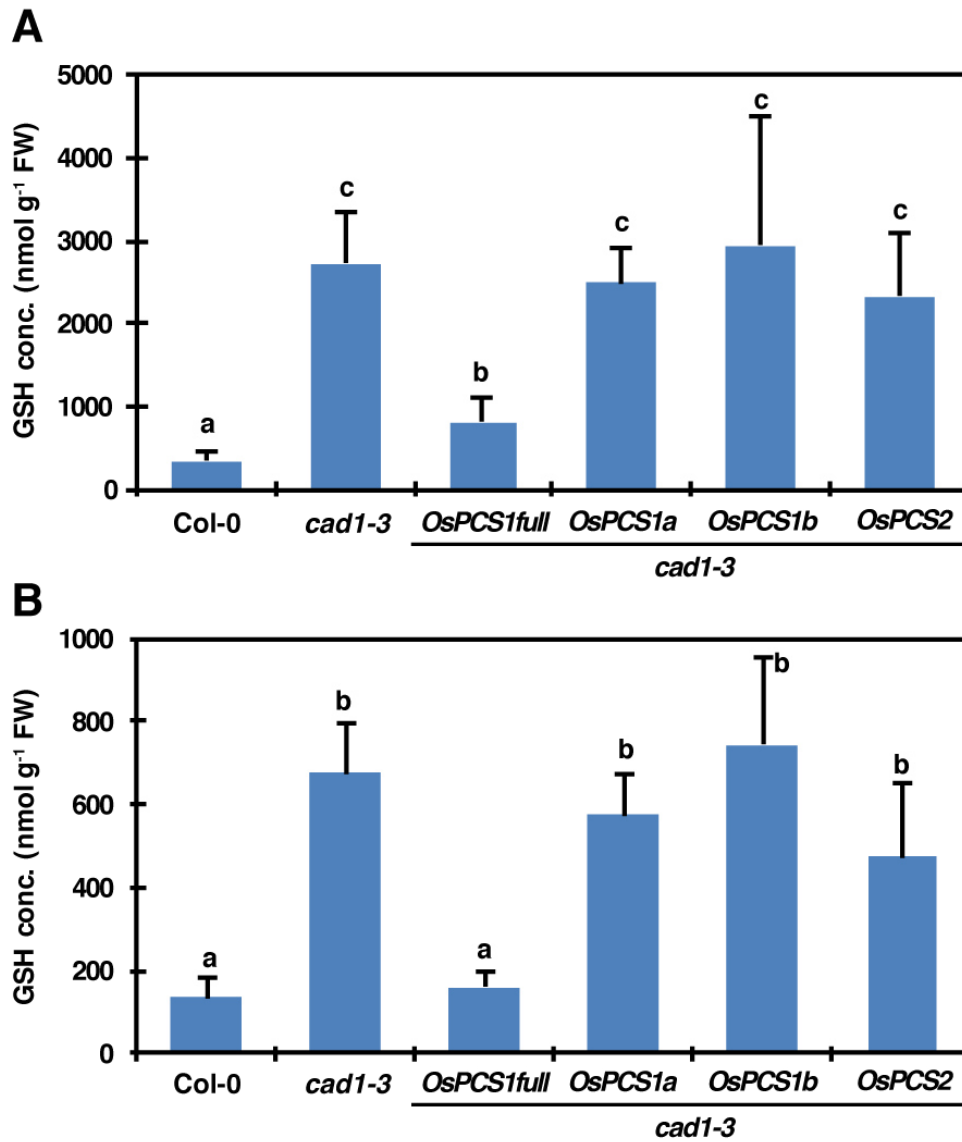 A
GSH conc. (nmol g⁻¹ FW)
5000
4000
3000
2000
1000
0
a
c
b
c
c
c
Col-0 cad1-3 OsPCS1full OsPCS1a OsPCS1b OsPCS2
cad1-3
B
GSH conc. (nmol g⁻¹ FW)
1000
800
600
400
200
0
a
b
a
b
b
b
Col-0 cad1-3 OsPCS1full OsPCS1a OsPCS1b OsPCS2
cad1-3